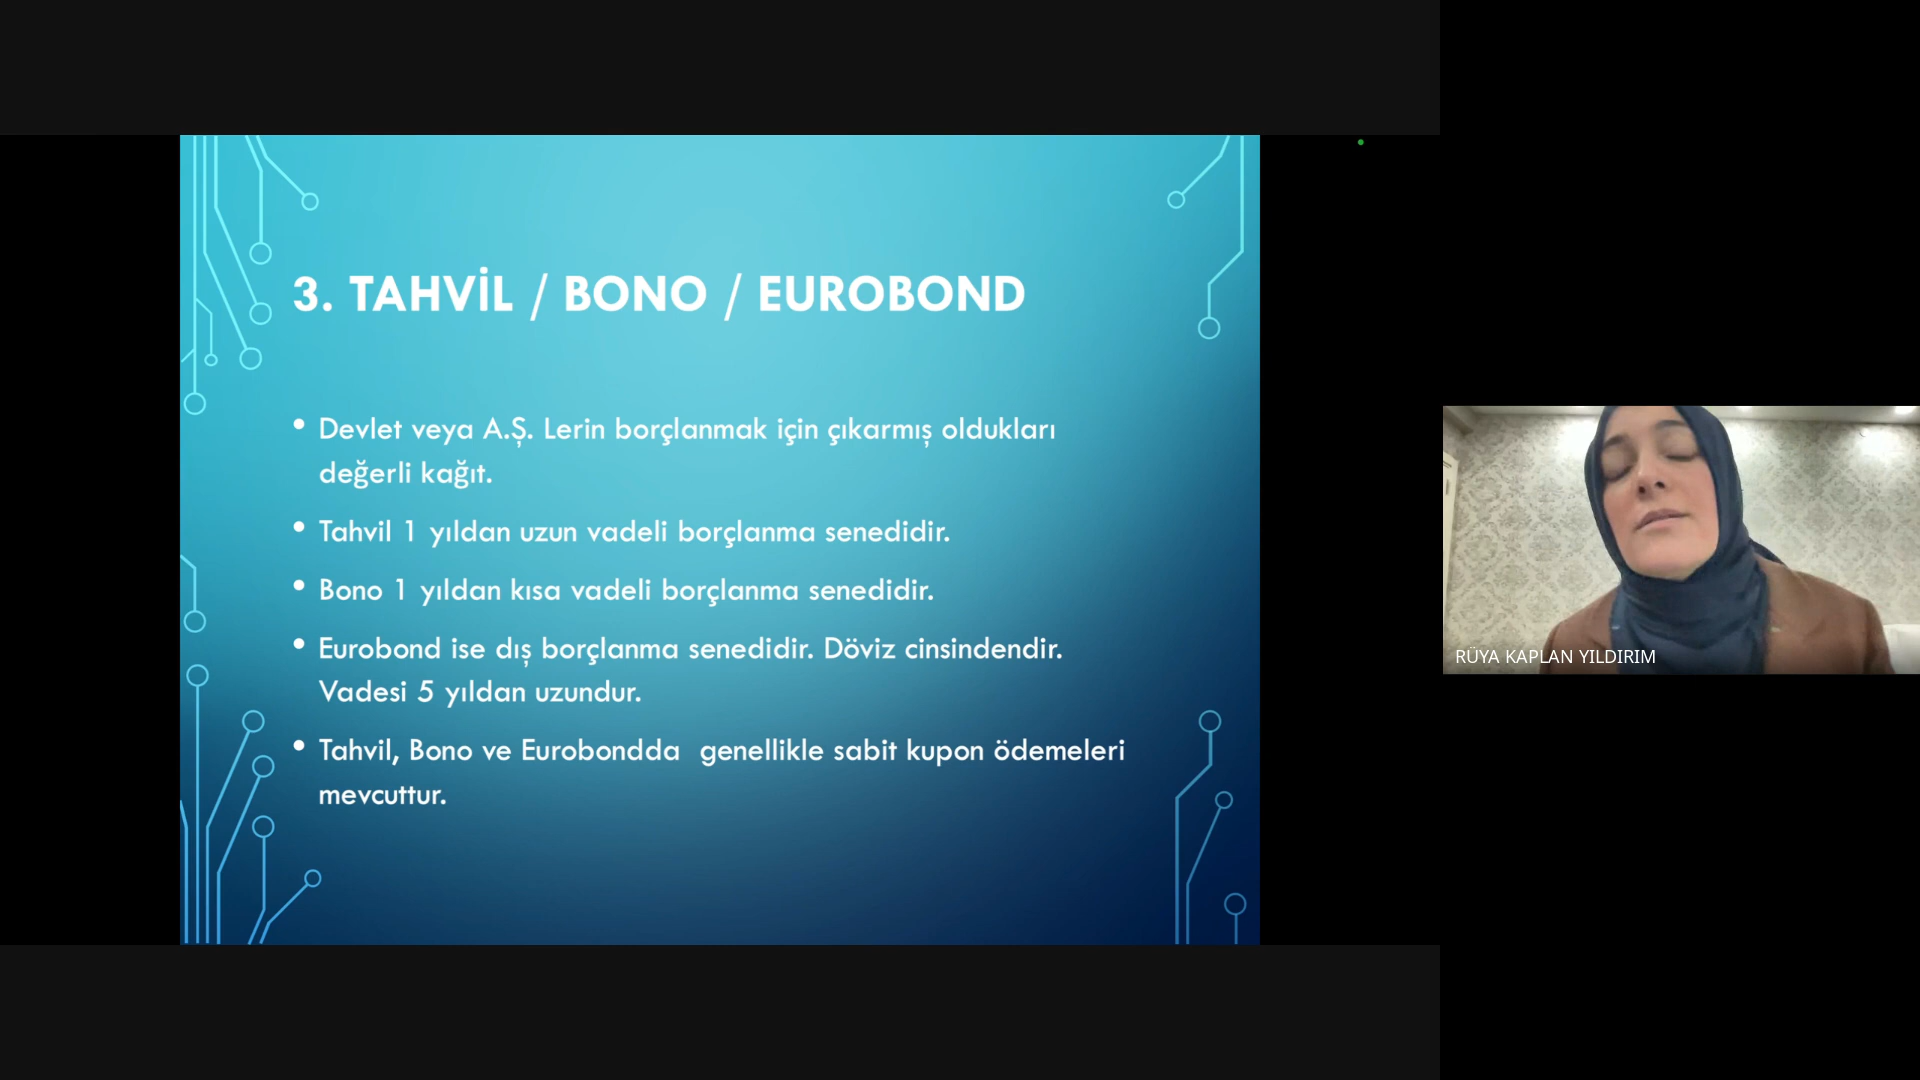 3. TAHVİL / BONO / EUROBOND
• Devlet veya A.Ş. Lerin borçlanmak için çıkarmış oldukları
değerli kağıt.
• Tahvil 1 yıldan uzun vadeli borçlanma senedidir.
• Bono 1 yıldan kısa vadeli borçlanma senedidir.
• Eurobond ise dış borçlanma senedidir. Döviz cinsindendir.
Vadesi 5 yıldan uzundur.
• Tahvil, Bono ve Eurobondda genellikle sabit kupon ödemeleri
mevcuttur.
RÜYA KAPLAN YILDIRIM